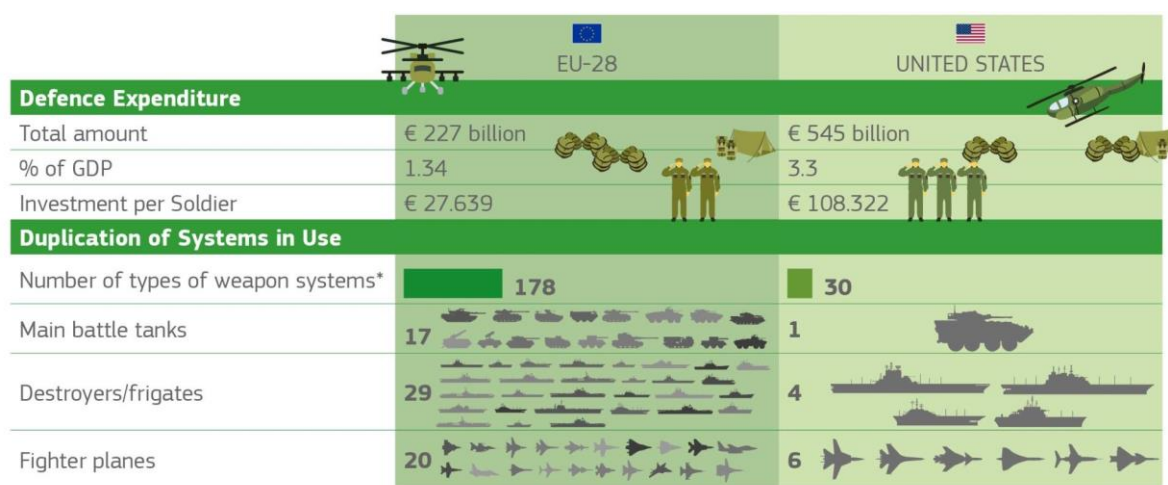 EU-28 UNITED STATES
Defence Expenditure
Total amount € 227 billion € 545 billion
% of GDP 1.34 3.3
Investment per Soldier € 27.639 € 108.322
Duplication of Systems in Use
Number of types of weapon systems* 178 30
Main battle tanks 17 1
Destroyers/frigates 29 4
Fighter planes 20 6